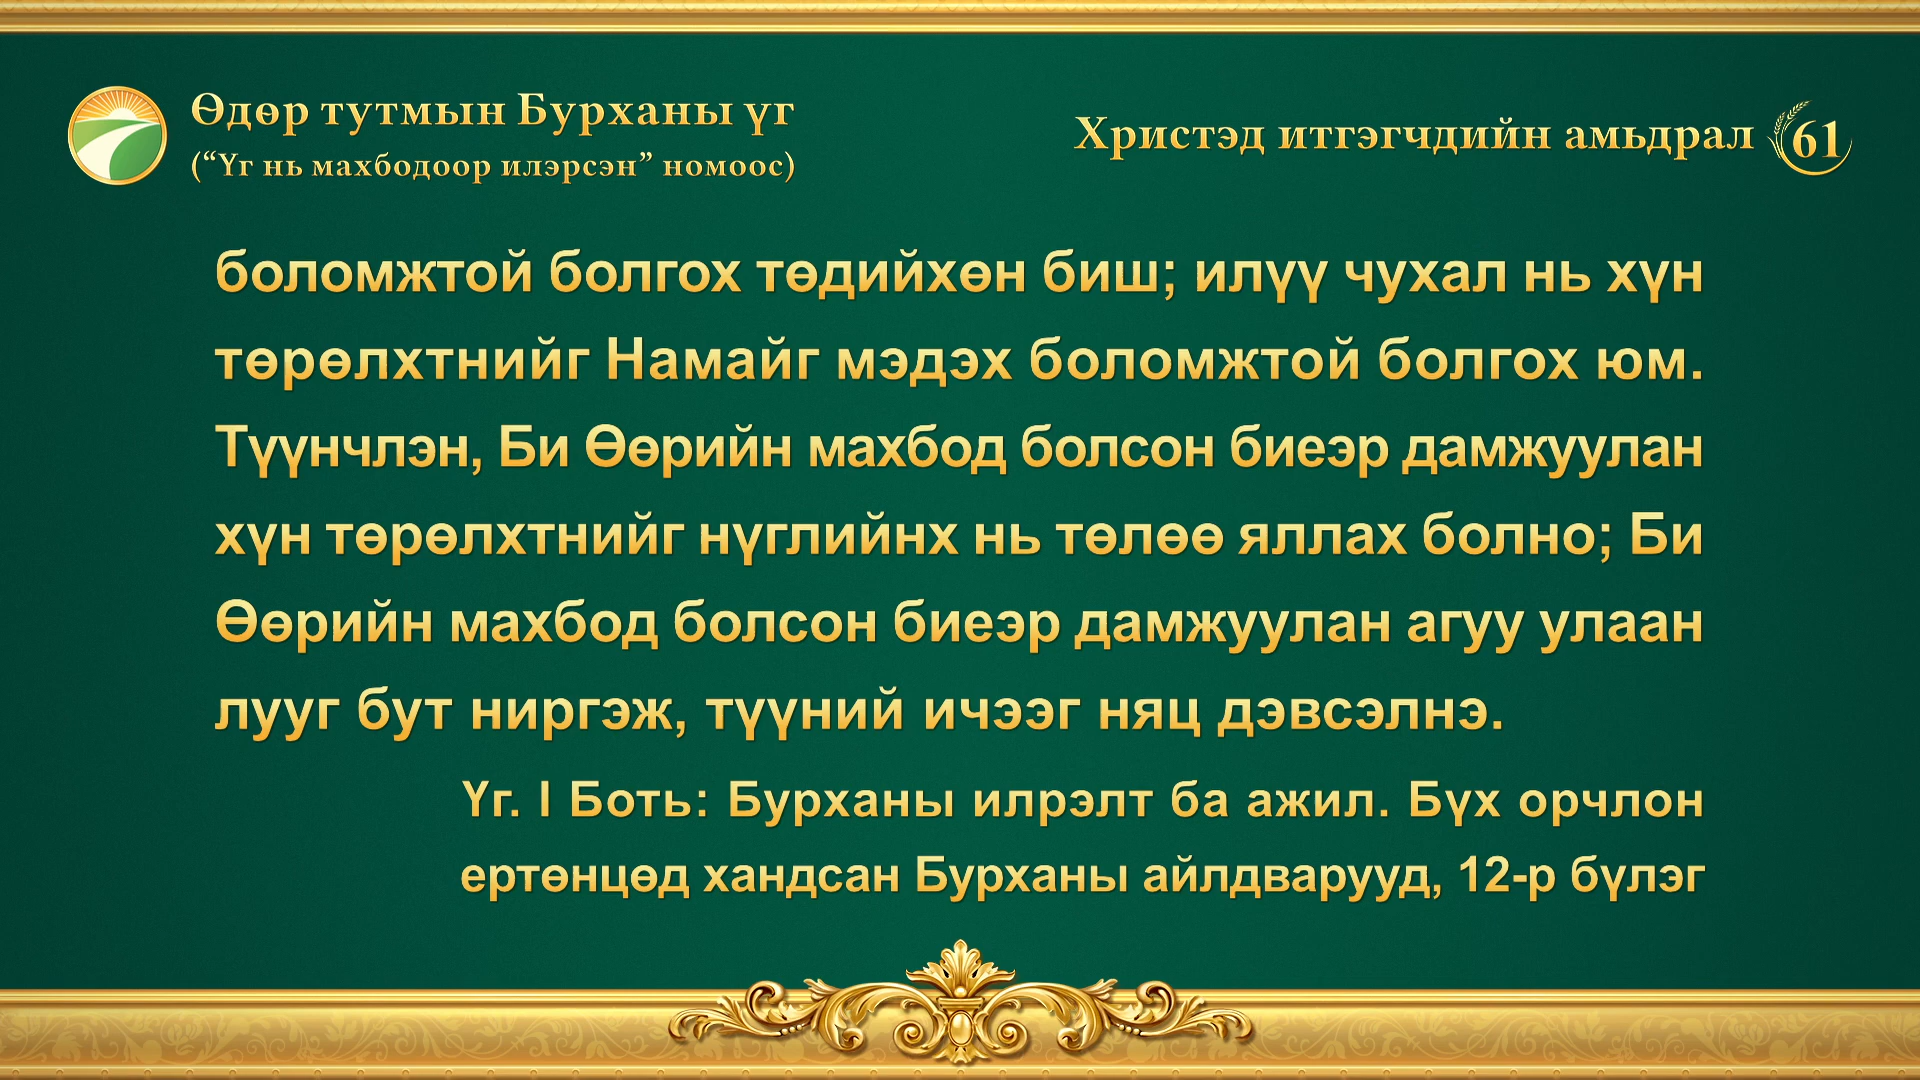 Өдөр тутмын Бурханы үг
(“Үг нь махбодоор илэрсэн” номоос)
Христэд итгэгчдийн амьдрал 61
боломжтой болгох төдийхөн биш; илүү чухал нь хүн
төрөлхтнийг Намайг мэдэх боломжтой болгох юм.
Түүнчлэн, Би Өөрийн махбод болсон биеэр дамжуулан
хүн төрөлхтнийг нүглийнх нь төлөө яллах болно; Би
Өөрийн махбод болсон биеэр дамжуулан агуу улаан
лууг бут ниргэж, түүний ичээг няц дэвсэлнэ.
Үг. I Боть: Бурханы илрэлт ба ажил. Бүх орчлон
ертөнцөд хандсан Бурханы айлдварууд, 12-р бүлэг